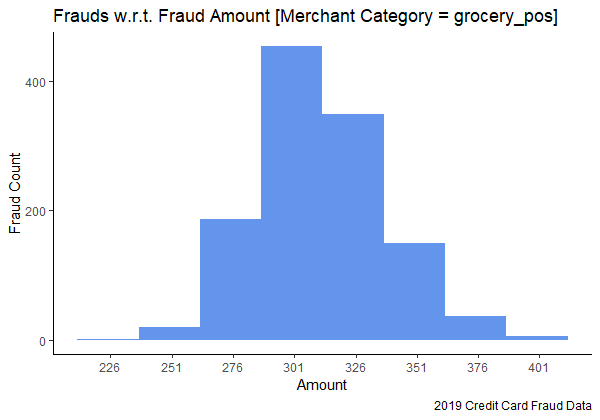 Frauds w.r.t. Fraud Amount [Merchant Category = grocery_pos]
400
200
0
Fraud Count
226 251 276 301 326 351 376 401
Amount
2019 Credit Card Fraud Data